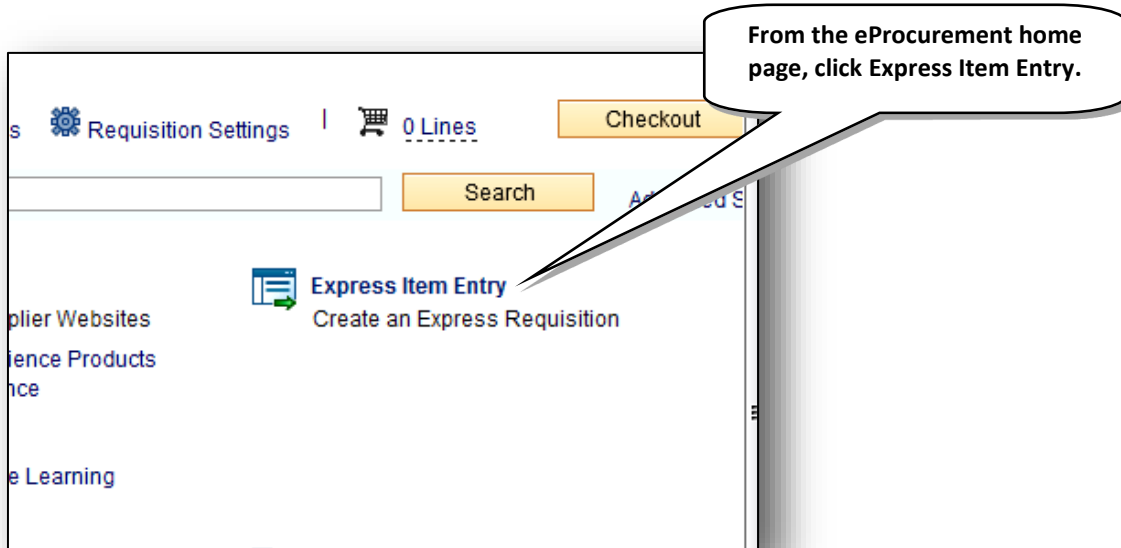 From the eProcurement home
page, click Express Item Entry.
s Requisition Settings | 0 Lines Checkout
Search
Express Item Entry
plier Websites Create an Express Requisition
ience Products
nce
e Learning